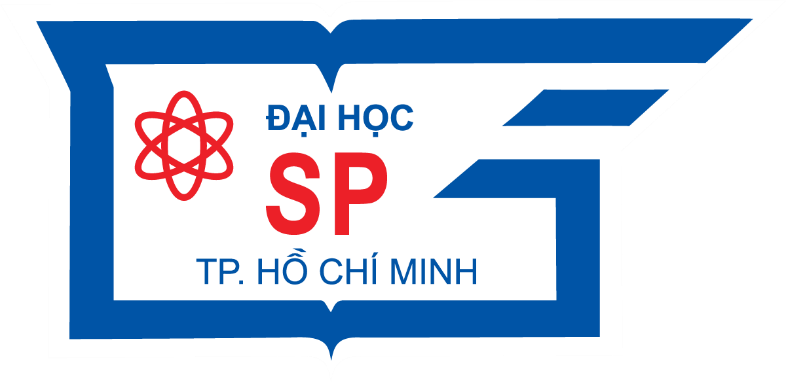 ĐẠI HỌC
SP
TP. HỒ CHÍ MINH